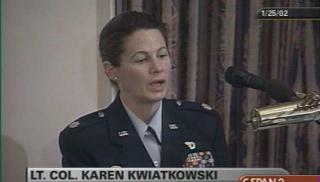 1/25/02
LT. COL. KAREN KWIATKOWSKI
C-SPAN 2